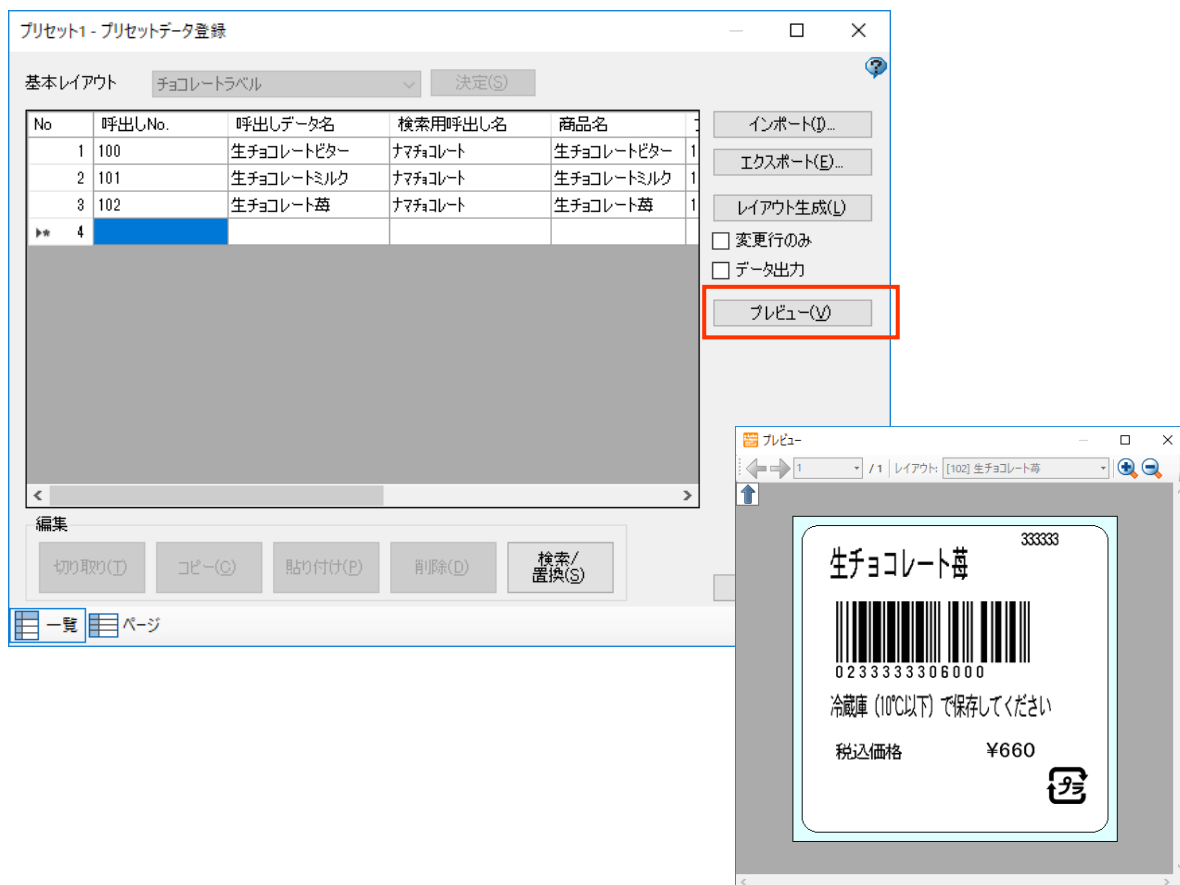 プリセット1 - プリセットデータ登録
基本レイアウト チョコレートラベル 決定(S)
No 呼出しNo. 呼出しデータ名 検索用呼出し名 商品名
1 100 生チョコレートビター ナマチョコレート 生チョコレートビター 1
2 101 生チョコレートミルク ナマチョコレート 生チョコレートミルク 1
3 102 生チョコレート苺 ナマチョコレート 生チョコレート苺 1
4
インポート(I)...
エクスポート(E)...
レイアウト生成(L)
変更行のみ
データ出力
プレビュー(V)
編集
切り取り(T) コピー(C) 貼り付け(P) 削除(D) 検索/
置換(S)
一覧 ページ
プレビュー
1 / 1 レイアウト: [102] 生チョコレート苺
333333
生チョコレート苺
0233333306000
冷蔵庫（10℃以下）で保存してください
税込価格 ¥660
プラ